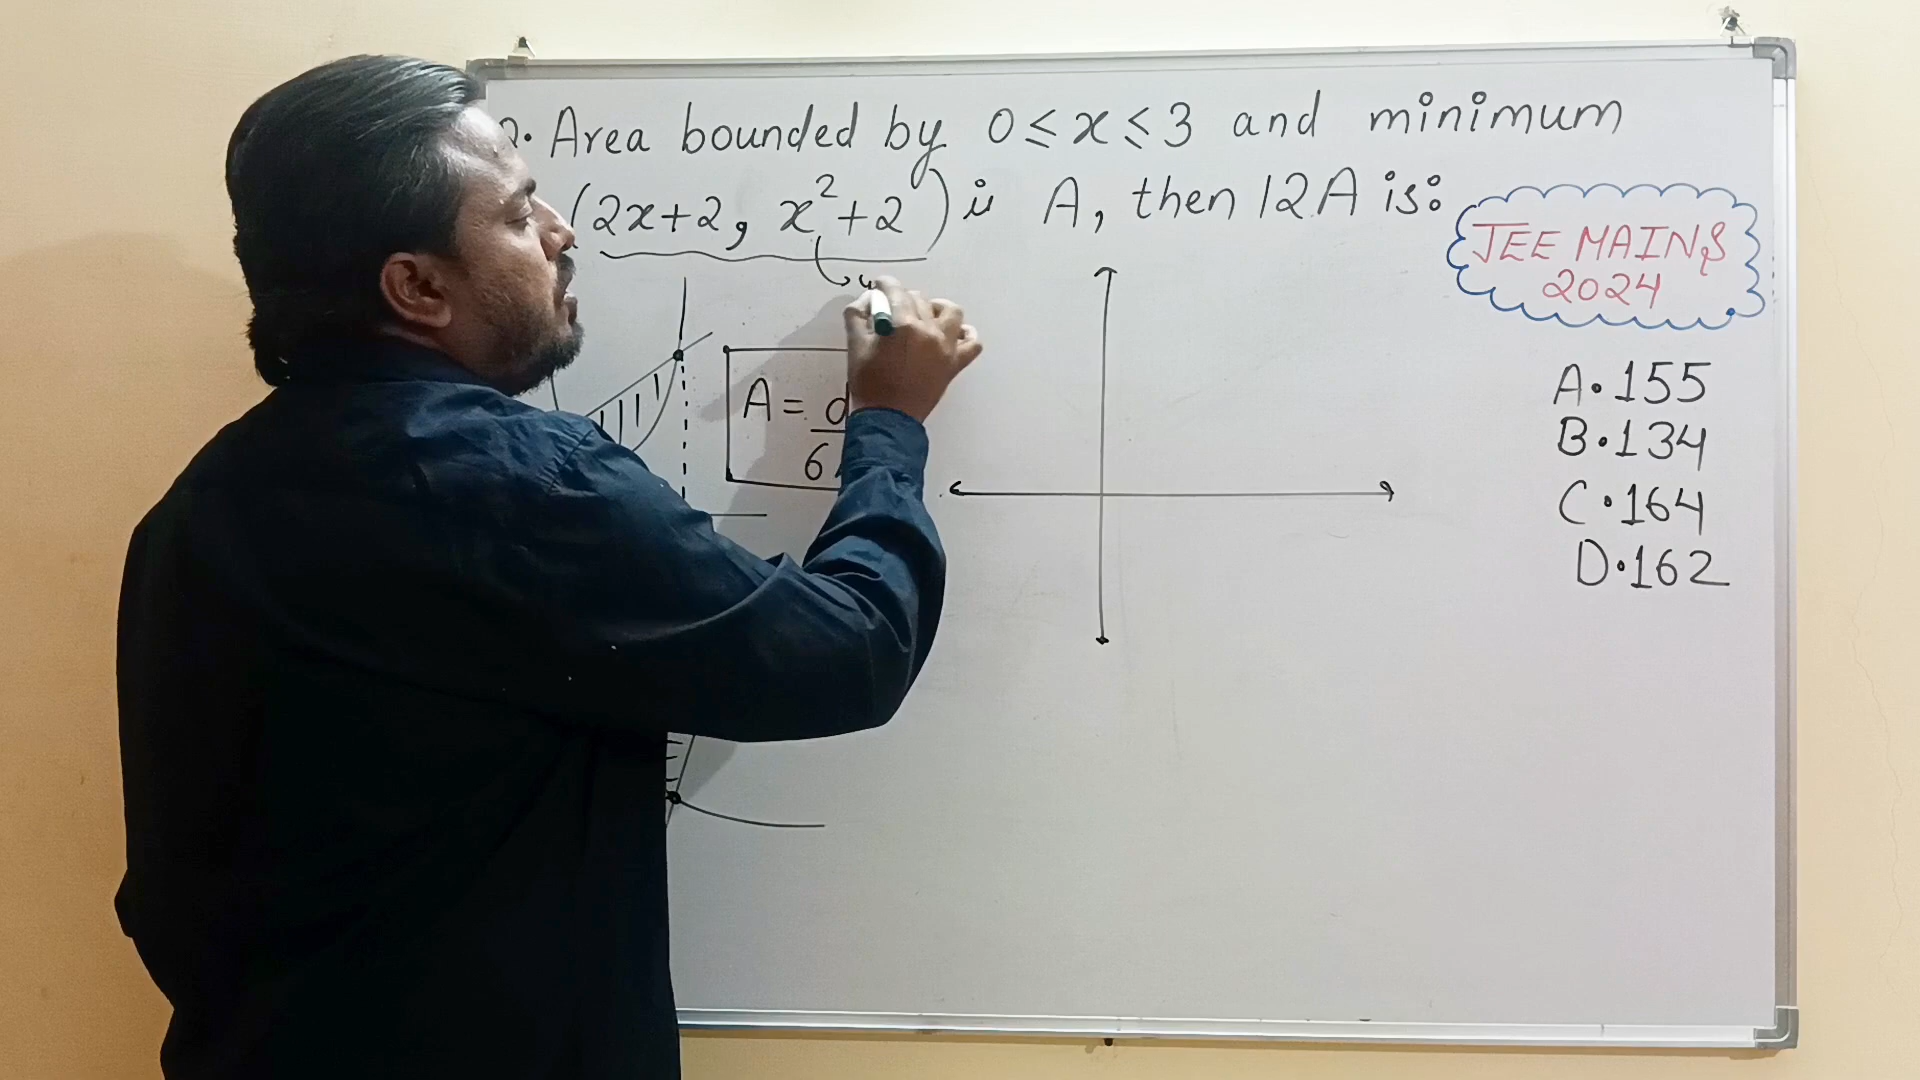 Area bounded by 0 ≤ x ≤ 3 and minimum
(2x+2, x²+2) is A, then 12A is:
JEE MAINS
2024
A =
6
A. 155
B. 134
C. 164
D. 162